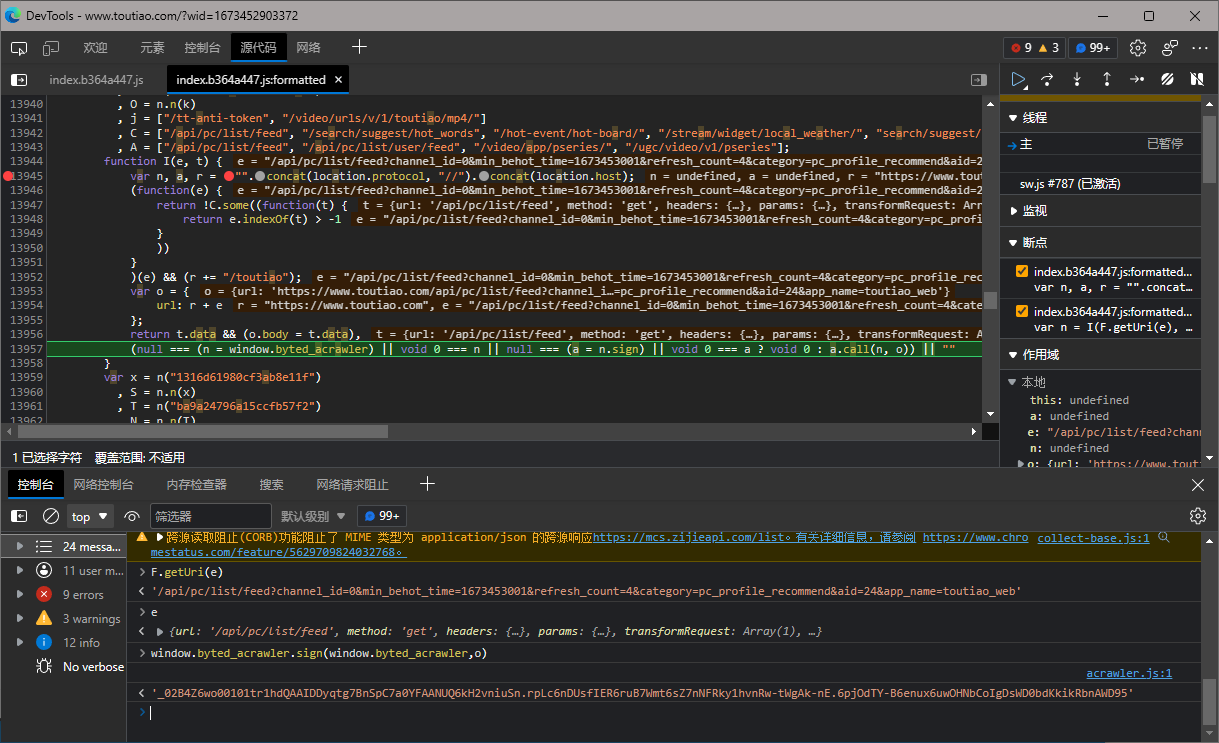 DevTools - www.toutiao.com/?wid=1673452903372
欢迎 元素 控制台 源代码 网络 9 3 99+
index.b364a447.js index.b364a447.js:formatted ×
13940 , O = n.n(k)
13941 , j = ["/tt-anti-token", "/video/urls/v/1/toutiao/mp4/"]
13942 , C = ["/api/pc/list/feed", "/search/suggest/hot_words", "/hot-event/hot-board/", "/stream/widget/local_weather/", "search/suggest/
13943 , A = ["/api/pc/list/feed", "/api/pc/list/user/feed", "/video/app/pseries/", "/ugc/video/v1/pseries"];
13944 function I(e, t) { e = "/api/pc/list/feed?channel_id=0&min_behot_time=1673453001&refresh_count=4&category=pc_profile_recommend&aid=2
13945 var n, a, r = "".concat(location.protocol, "//").concat(location.host); n = undefined, a = undefined, r = "https://www.tout
13946 (function(e) { e = "/api/pc/list/feed?channel_id=0&min_behot_time=1673453001&refresh_count=4&category=pc_profile_recommend&a
13947 return !C.some((function(t) { t = {url: '/api/pc/list/feed', method: 'get', headers: {…}, params: {…}, transformRequest: Arr
13948 return e.indexOf(t) > -1 e = "/api/pc/list/feed?channel_id=0&min_behot_time=1673453001&refresh_count=4&category=pc_prof
13949 }
13950 ))
13951 }
13952 )(e) && (r += "/toutiao"); e = "/api/pc/list/feed?channel_id=0&min_behot_time=1673453001&refresh_count=4&category=pc_profile
13953 var o = { o = {url: 'https://www.toutiao.com/api/pc/list/feed?channel_i…=pc_profile_recommend&aid=24&app_name=toutiao_web'}
13954 url: r + e r = "https://www.toutiao.com", e = "/api/pc/list/feed?channel_id=0&min_behot_time=1673453001&refresh_count=4&cate
13955 };
13956 return t.data && (o.body = t.data), t = {url: '/api/pc/list/feed', method: 'get', headers: {…}, params: {…}, transformRequest: A
13957 (null === (n = window.byted_acrawler) || void 0 === n || null === (a = n.sign) || void 0 === a ? void 0 : a.call(n, o)) || ""
13958 }
13959 var x = n("1316d61980cf3ab8e11f")
13960 , S = n.n(x)
13961 , T = n("ba9a24796a15ccfb57f2")
13962 N = n.n(T)
线程
主 已暂停
sw.js #787 (已激活)
监视
断点
index.b364a447.js:formatted...
var n, a, r = "".concat...
index.b364a447.js:formatted...
var n = I(F.getUri(e), …
作用域
本地
this: undefined
a: undefined
e: "/api/pc/list/feed?chann
n: undefined
o: {url: 'https://www.touti
1 已选择字符 覆盖范围: 不适用
控制台 网络控制台 内存检查器 搜索 网络请求阻止
top 筛选器 默认级别 99+
24 messa...
11 user m...
9 errors
3 warnings
12 info
No verbose
跨源读取阻止(CORB)功能阻止了 MIME 类型为 application/json 的跨源响应https://mcs.zijieapi.com/list。有关详细信息，请参阅 https://www.chro collect-base.js:1
mestatus.com/feature/5629709824032768。
F.getUri(e)
'/api/pc/list/feed?channel_id=0&min_behot_time=1673453001&refresh_count=4&category=pc_profile_recommend&aid=24&app_name=toutiao_web'
e
{url: '/api/pc/list/feed', method: 'get', headers: {…}, params: {…}, transformRequest: Array(1), …}
window.byted_acrawler.sign(window.byted_acrawler,o)
acrawler.js:1
'_02B4Z6wo00101tr1hdQAAIDDyqtg7BnSpC7a0YFAANUQ6kH2vniuSn.rpLc6nDUsfIER6ruB7Wmt6sZ7nNFRky1hvnRw-tWgAk-nE.6pjOdTY-B6enux6uwOHNbCoIgDsWD0bdKkikRbnAWD95'